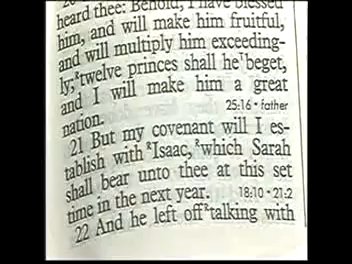 heard thee: Behold, I have blessed
him, and will make him fruitful,
and will multiply him exceeding-
ly; twelve princes shall he beget,
and I will make him a great
nation. 25:16 • father
21 But my covenant will I es-
tablish with Isaac, which Sarah
shall bear unto thee at this set
time in the next year. 18:10 • 21:2
22 And he left off talking with